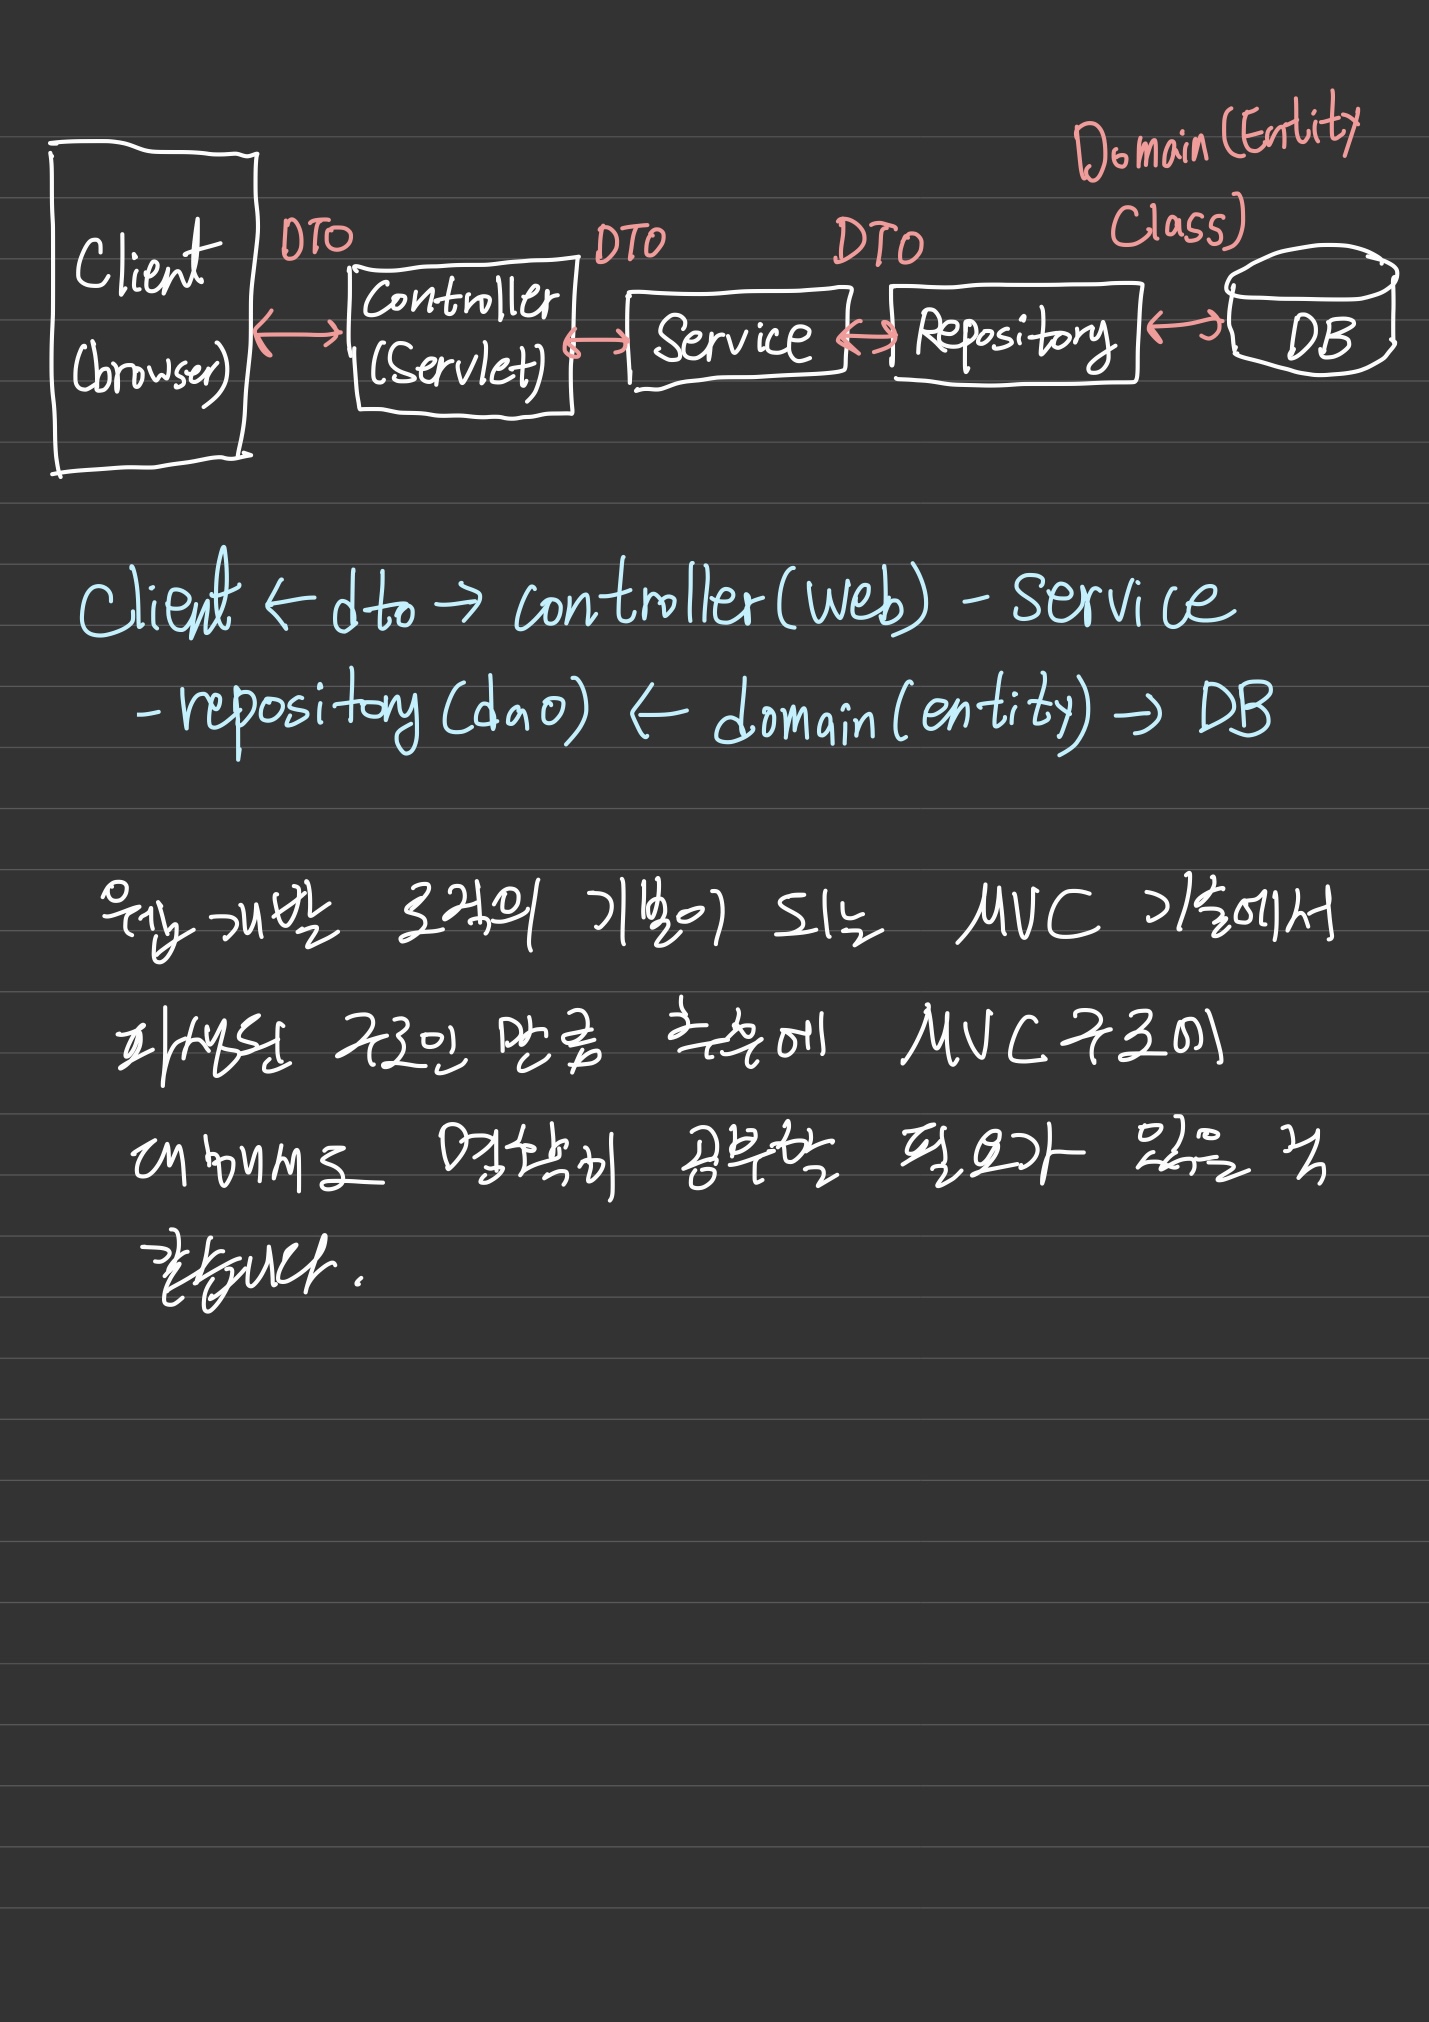 Domain (Entity
Class)
DTO
DTO
DTO
Client
(browser)
Controller
(Servlet)
Service
Repository
DB
Client ← dto → controller (web) - Service
- repository (dao) ← domain (entity) → DB
웹 개발 로직의 기본이 되는 MVC 기술에서
파생된 구조인 만큼 추후에 MVC 구조에
대해서도 명확히 공부할 필요가 있을 것
같습니다.